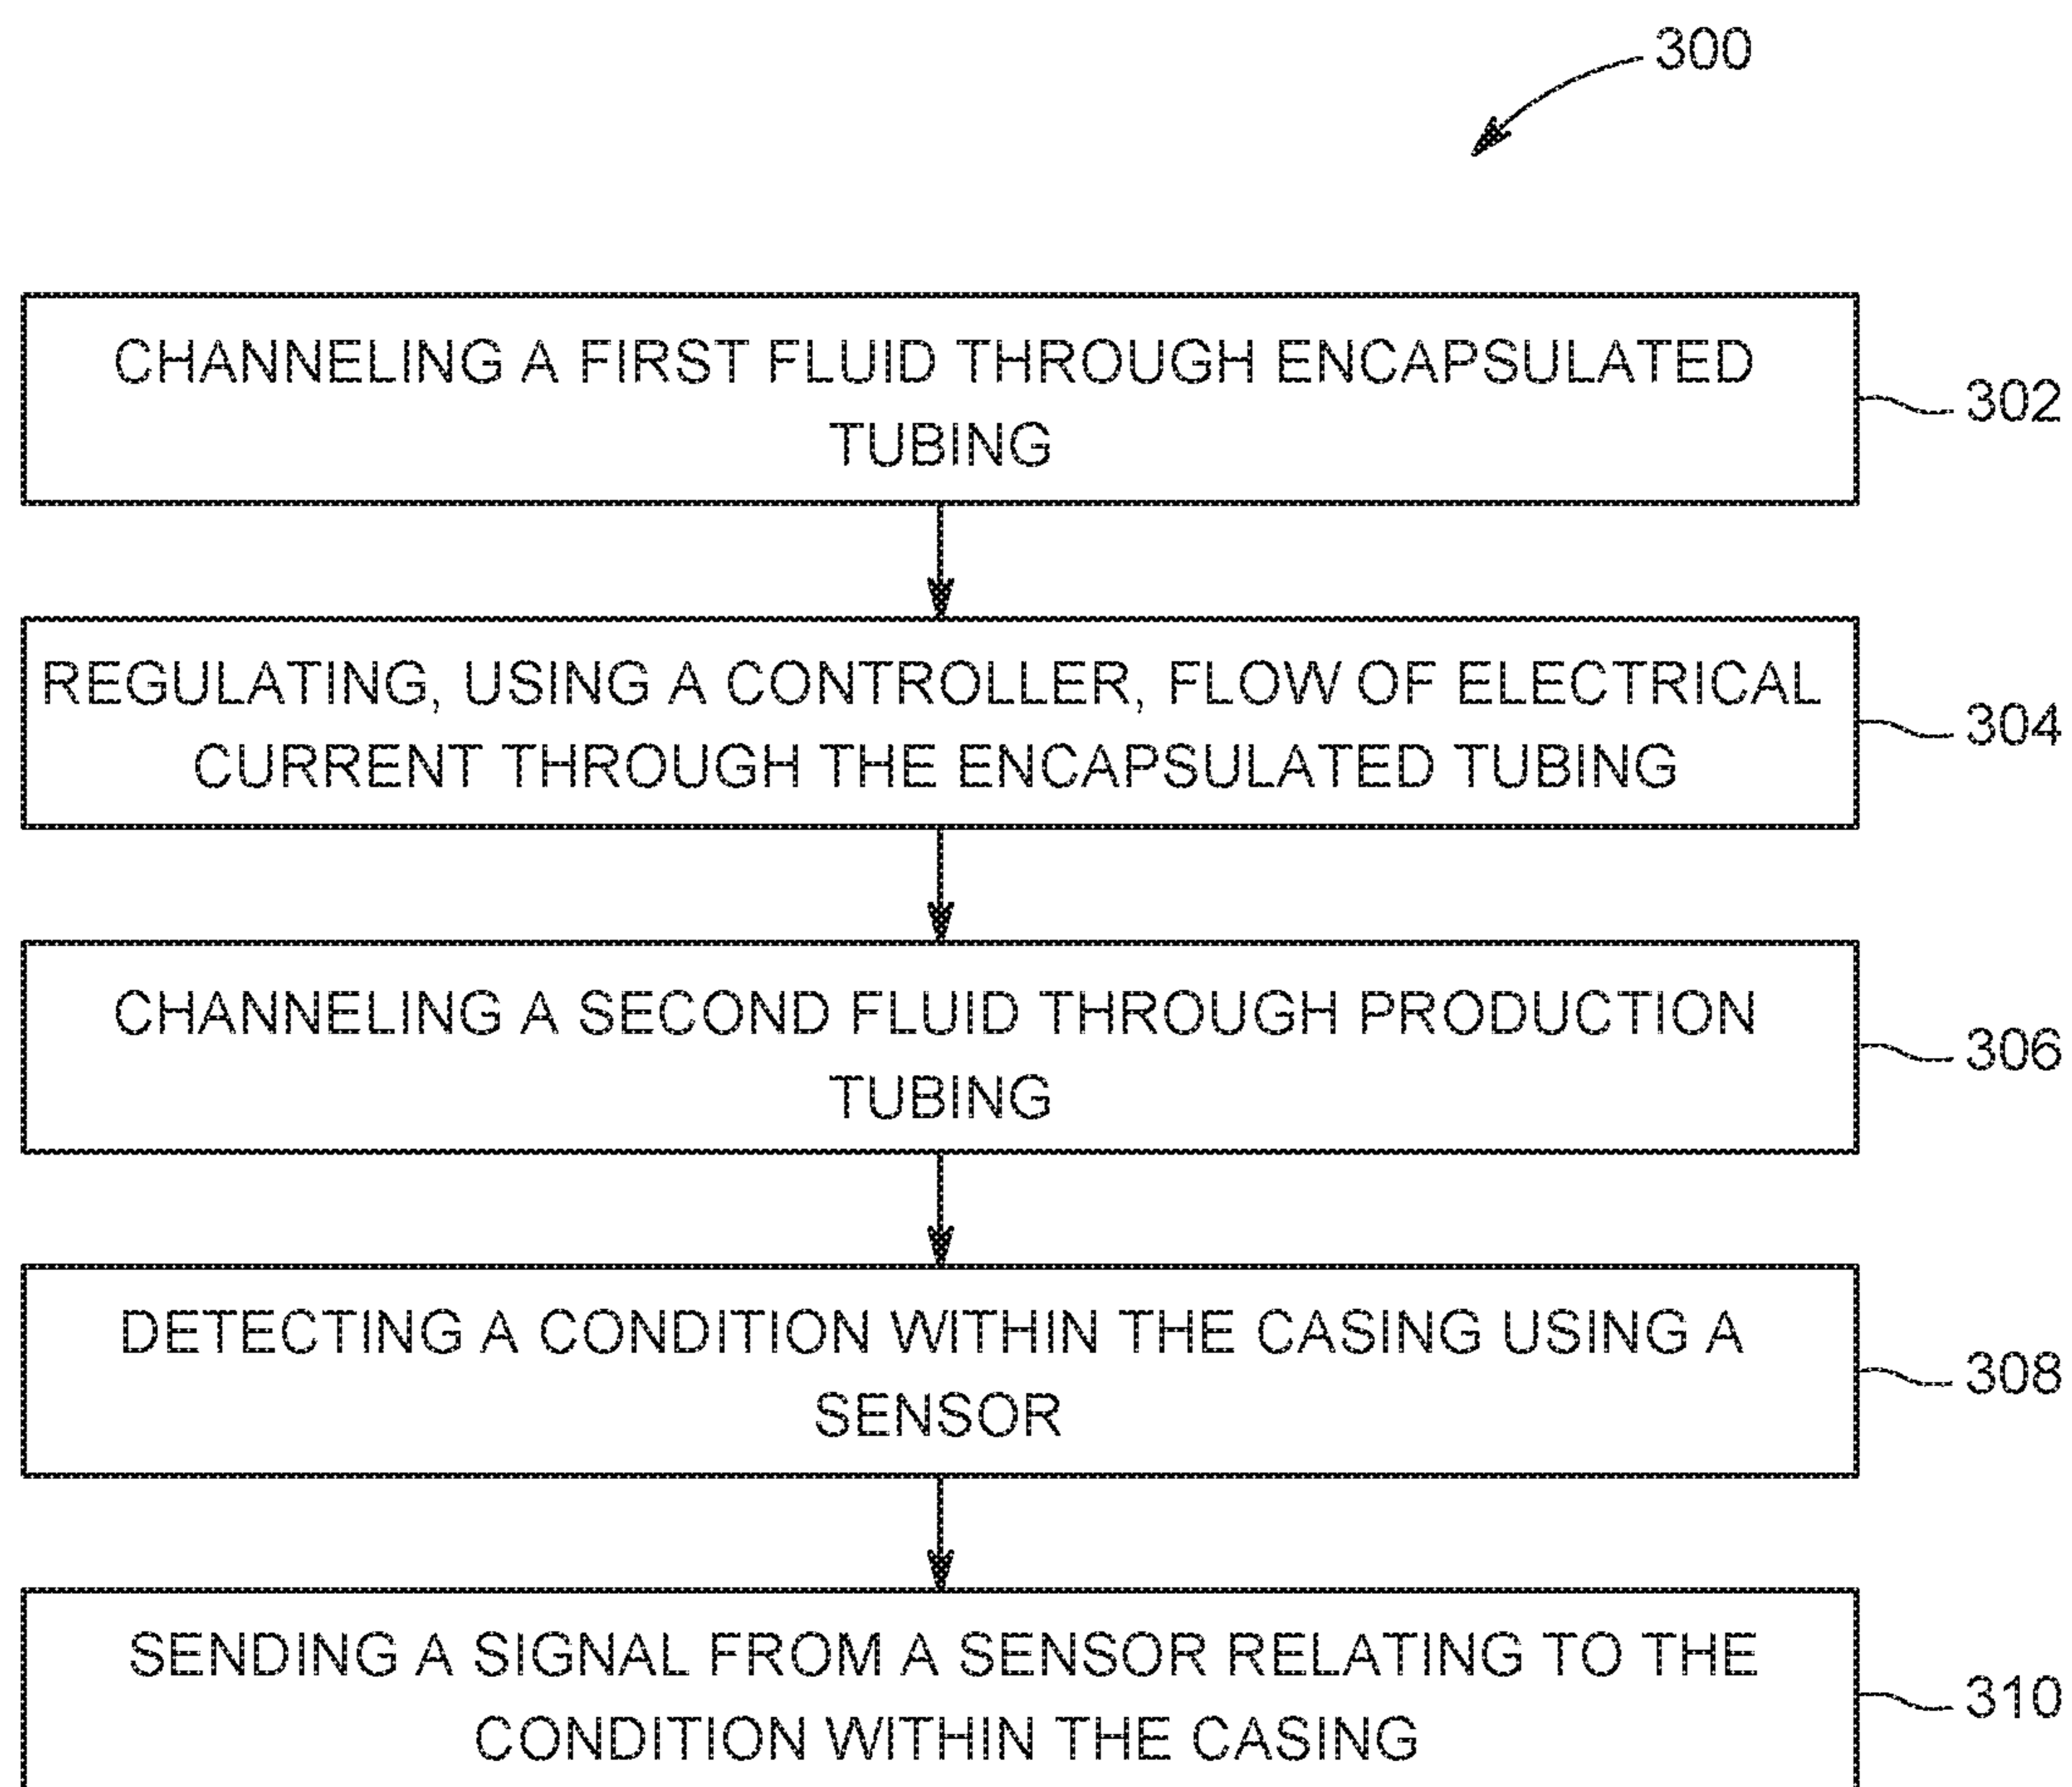 300
CHANNELING A FIRST FLUID THROUGH ENCAPSULATED
TUBING
302
REGULATING, USING A CONTROLLER, FLOW OF ELECTRICAL
CURRENT THROUGH THE ENCAPSULATED TUBING
304
CHANNELING A SECOND FLUID THROUGH PRODUCTION
TUBING
306
DETECTING A CONDITION WITHIN THE CASING USING A
SENSOR
308
SENDING A SIGNAL FROM A SENSOR RELATING TO THE
CONDITION WITHIN THE CASING
310